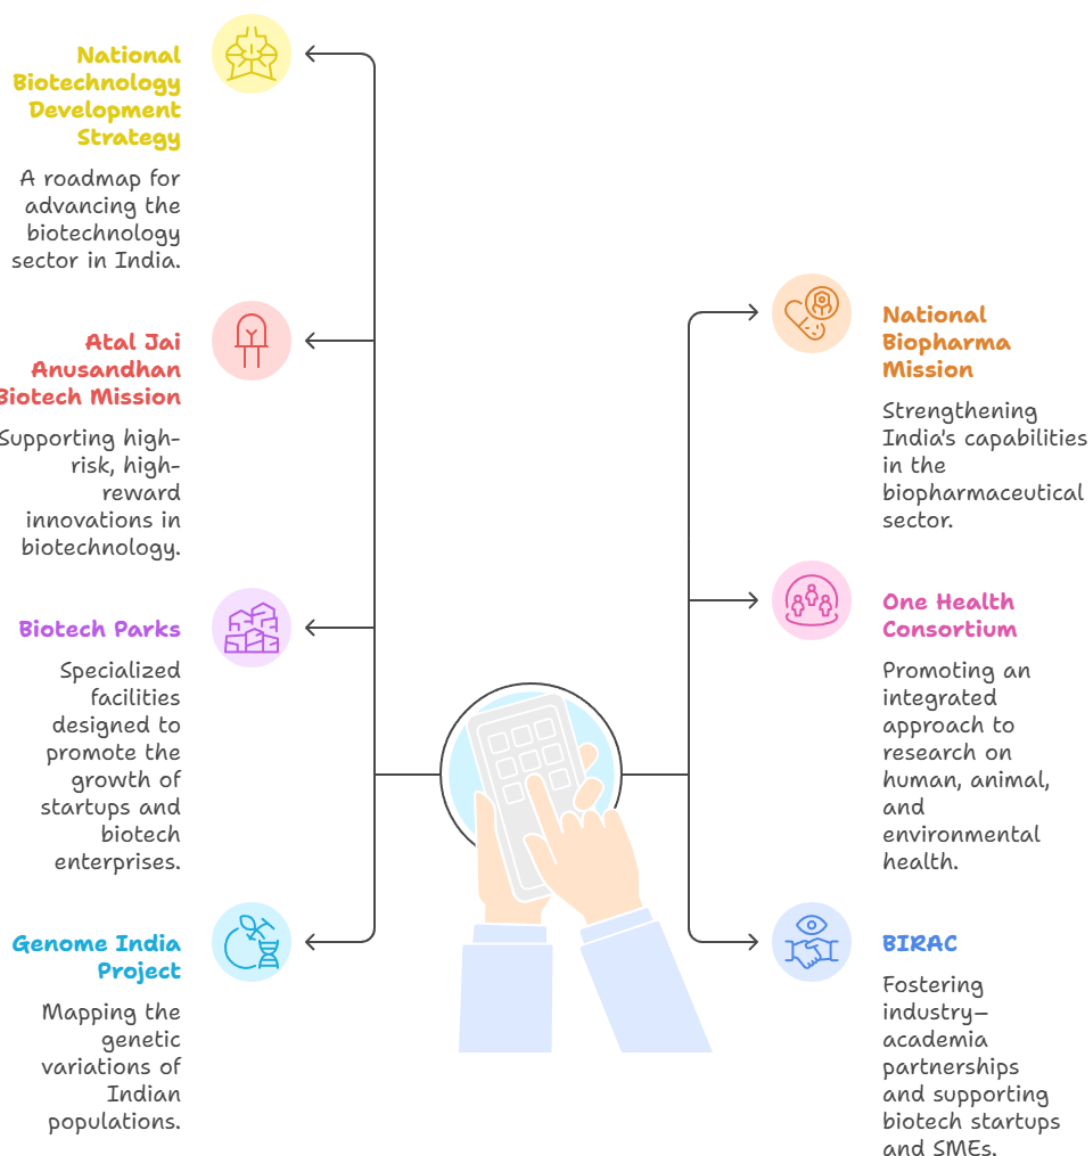 National
Biotechnology
Development
Strategy
A roadmap for
advancing the
biotechnology
sector in India.
Atal Jai
Anusandhan
Biotech Mission
Supporting high-
risk, high-
reward
innovations in
biotechnology.
Biotech Parks
Specialized
facilities
designed to
promote the
growth of
startups and
biotech
enterprises.
Genome India
Project
Mapping the
genetic
variations of
Indian
populations.
National
Biopharma
Mission
Strengthening
India's capabilities
in the
biopharmaceutical
sector.
One Health
Consortium
Promoting an
integrated
approach to
research on
human, animal,
and
environmental
health.
BIRAC
Fostering
industry–
academia
partnerships
and supporting
biotech startups
and SMEs.